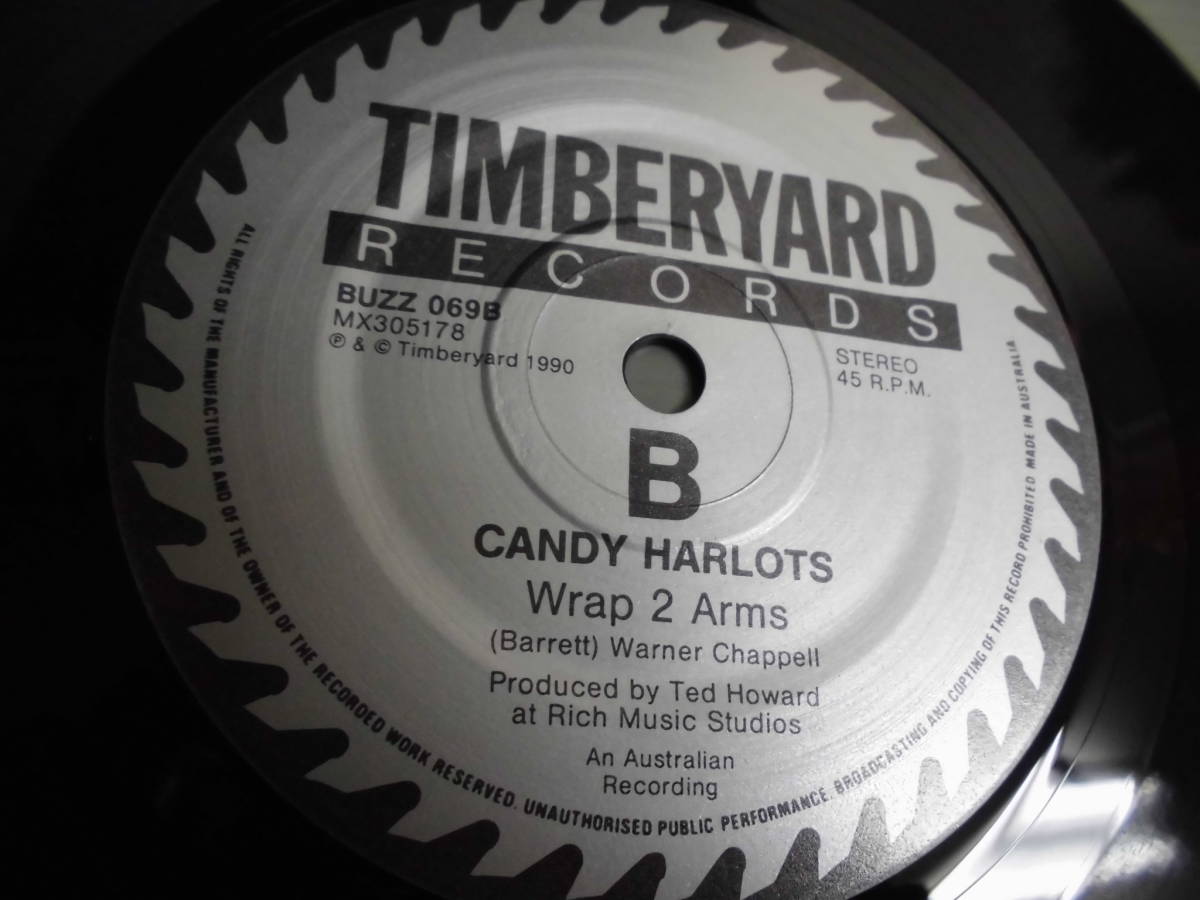 TIMBERYARD
RECORDS
BUZZ 069B
MX305178
℗ & © Timberyard 1990
STEREO
45 R.P.M.
B
CANDY HARLOTS
Wrap 2 Arms
(Barrett) Warner Chappell
Produced by Ted Howard
at Rich Music Studios
An Australian
Recording
ALL RIGHTS OF THE MANUFACTURER AND OF THE OWNER OF THE RECORDED WORK RESERVED. UNAUTHORISED PUBLIC PERFORMANCE. BROADCASTING AND COPYING OF THIS RECORD PROHIBITED MADE IN AUSTRALIA